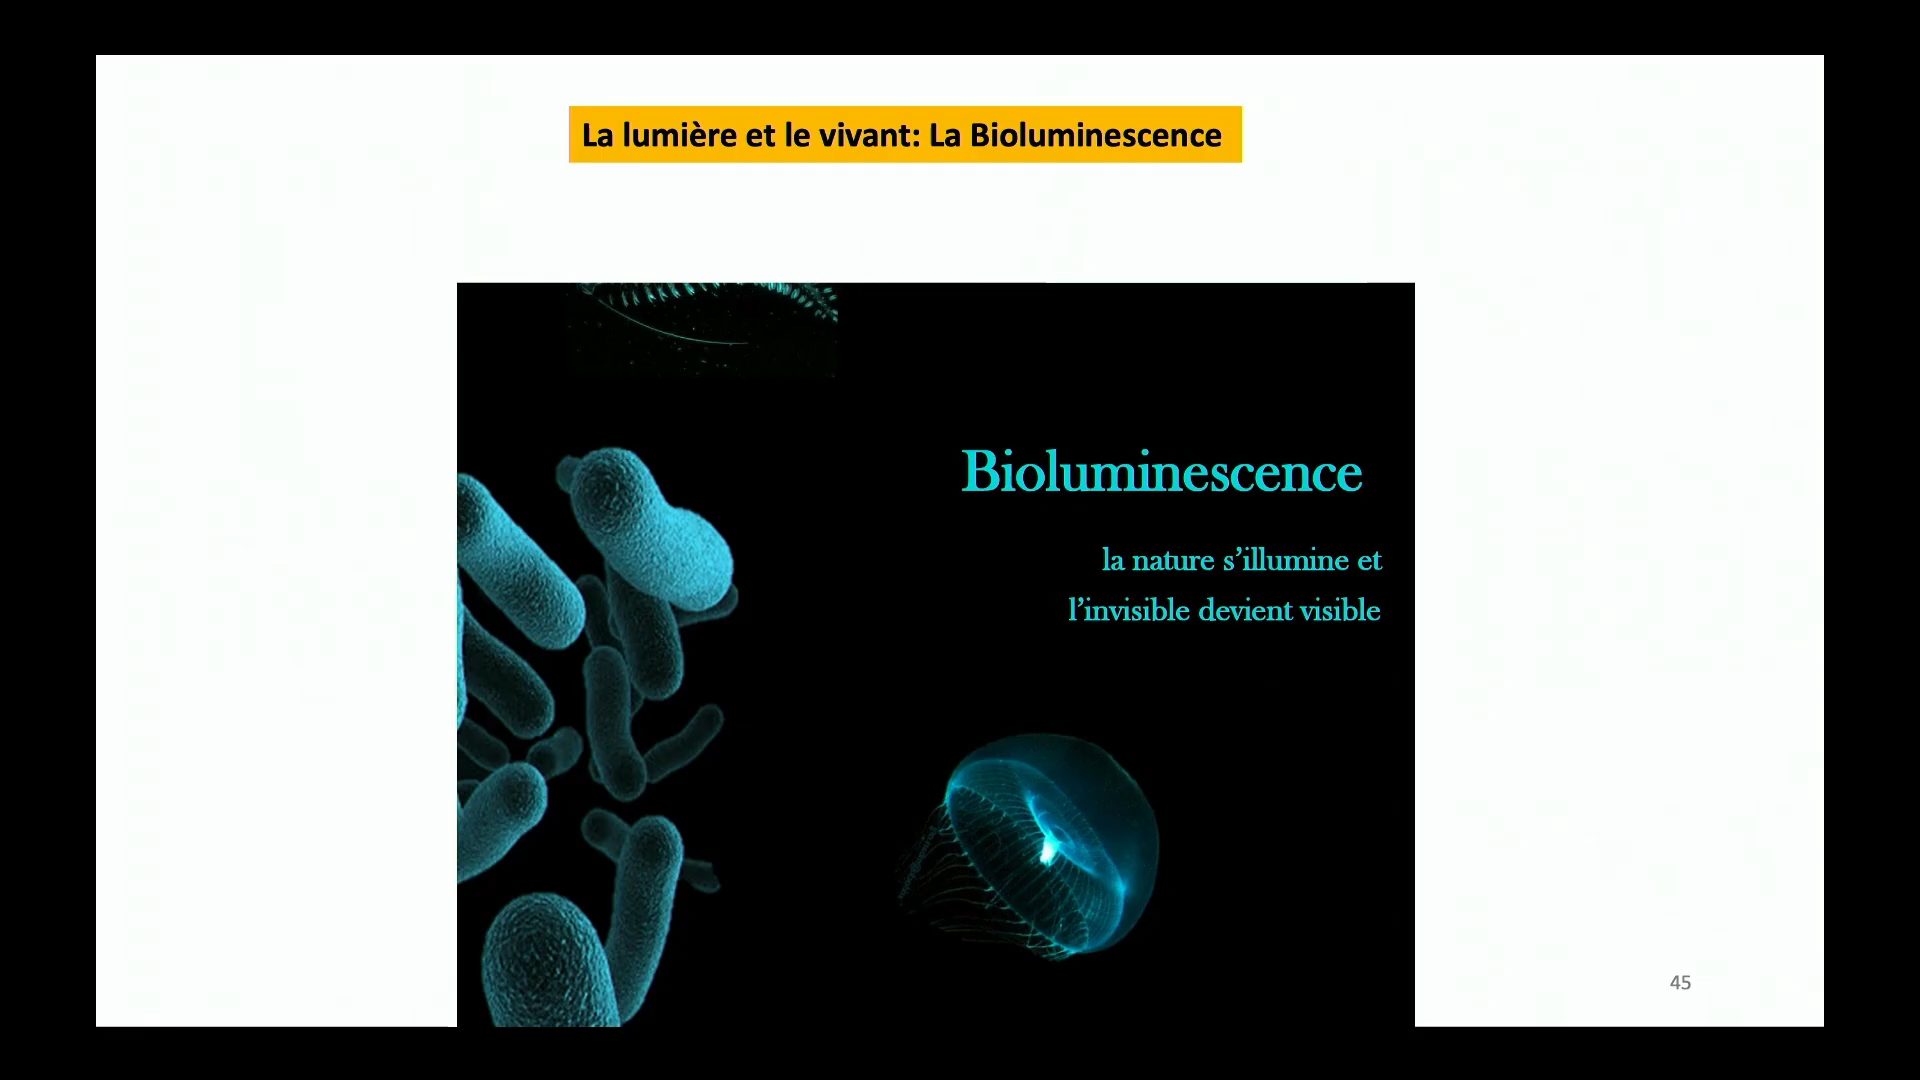 La lumière et le vivant: La Bioluminescence
Bioluminescence
la nature s’illumine et
l’invisible devient visible
45